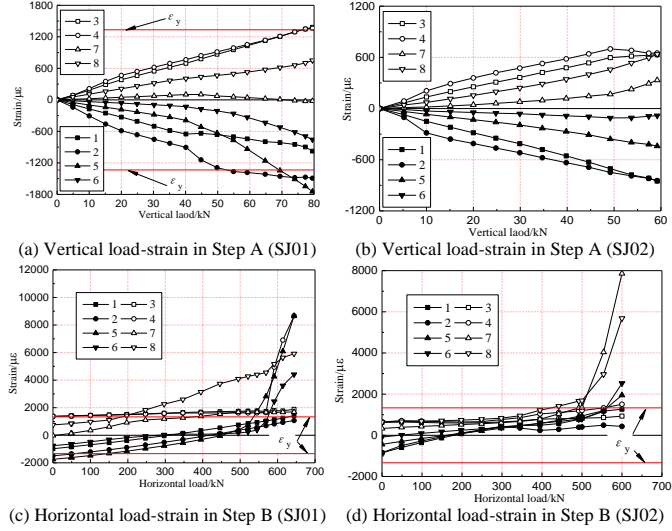 1800
1200
600
0
-600
-1200
1800
Strain/με
3
4
7
8
1
2
5
6
ε y
ε y
0 10 20 30 40 50 60 70 80
Vertical laod/kN
(a) Vertical load-strain in Step A (SJ01)
1200
600
0
-600
-1200
Strain/με
3
4
7
8
1
2
5
6
0 10 20 30 40 50 60
Vertical laod/kN
(b) Vertical load-strain in Step A (SJ02)
12000
10000
8000
6000
4000
2000
0
-2000
Strain/με
1 3
2 4
5 7
6 8
ε y
0 100 200 300 400 500 600 700
Horizontal load/kN
(c) Horizontal load-strain in Step B (SJ01)
8000
6000
4000
2000
0
-2000
Strain/με
1 3
2 4
5 7
6 8
ε y
0 100 200 300 400 500 600 700
Horizontal load/kN
(d) Horizontal load-strain in Step B (SJ02)